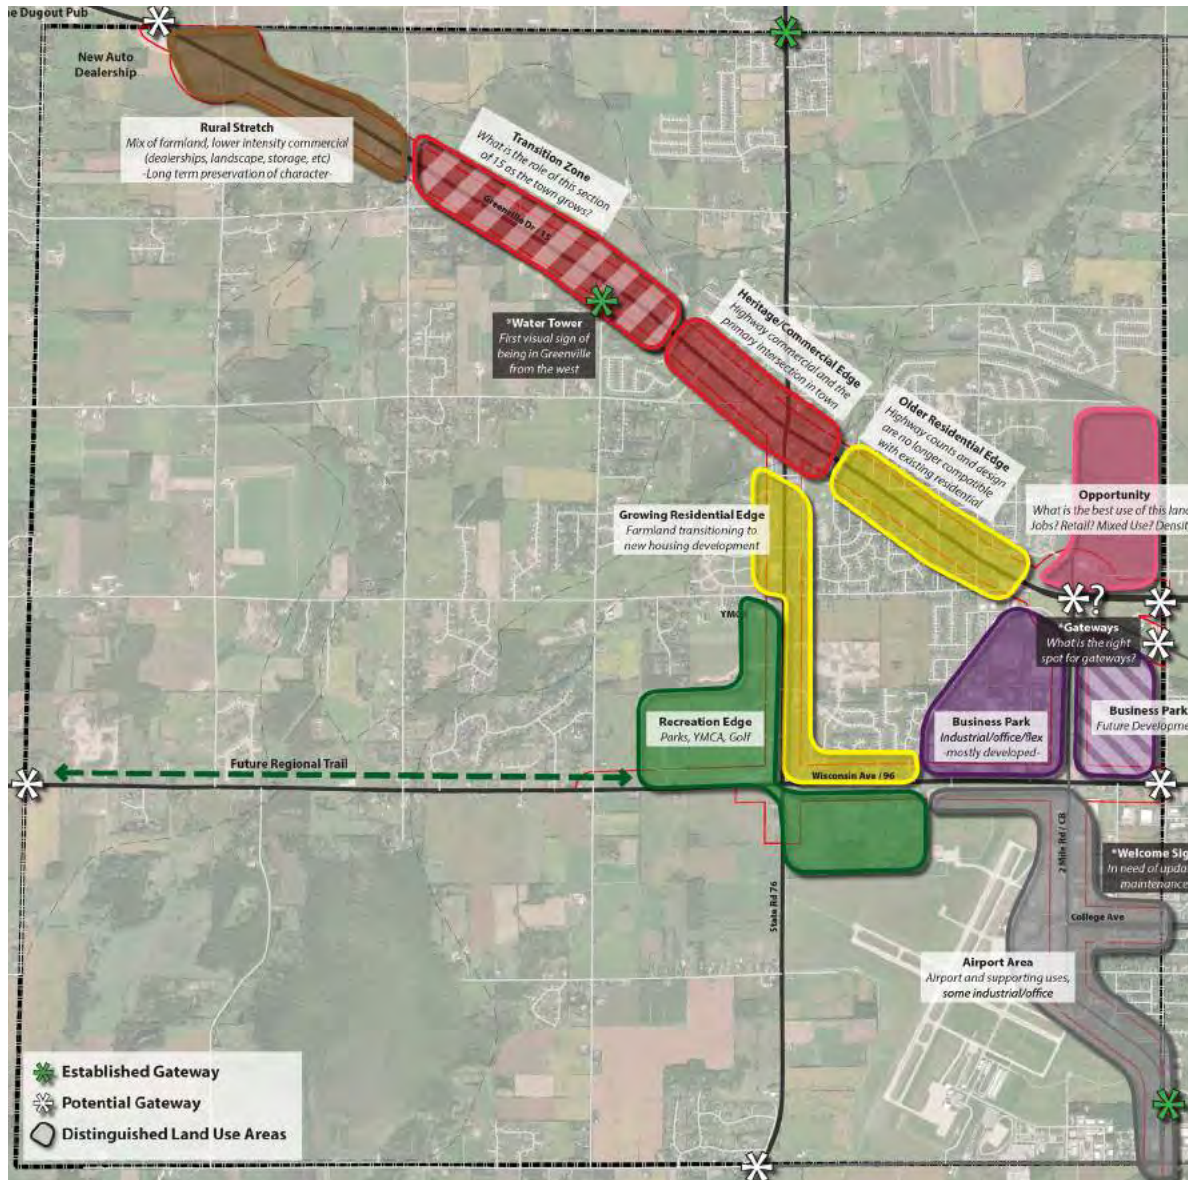 e Dugout Pub
New Auto
Dealership
Rural Stretch
Mix of farmland, lower intensity commercial
(dealerships, landscape, storage, etc)
-Long term preservation of character-
Transition Zone
What is the role of this section
of 15 as the town grows?
Greenville Dr / 15
*Water Tower
First visual sign of
being in Greenville
from the west
Heritage/Commercial Edge
Highway commercial and the
primary intersection in town
Older Residential Edge
Highway counts and design
are no longer compatible
with existing residential
Opportunity
What is the best use of this lan
Jobs? Retail? Mixed Use? Densit
Growing Residential Edge
Farmland transitioning to
new housing development
YMC
?
*Gateways
What is the right
spot for gateways?
Recreation Edge
Parks, YMCA, Golf
Business Park
Industrial/office/flex
-mostly developed-
Business Park
Future Developme
Future Regional Trail
Wisconsin Ave / 96
2 Mile Rd / CB
*Welcome Sig
In need of upda
maintenance
State Rd 76
College Ave
Airport Area
Airport and supporting uses,
some industrial/office
Established Gateway
Potential Gateway
Distinguished Land Use Areas